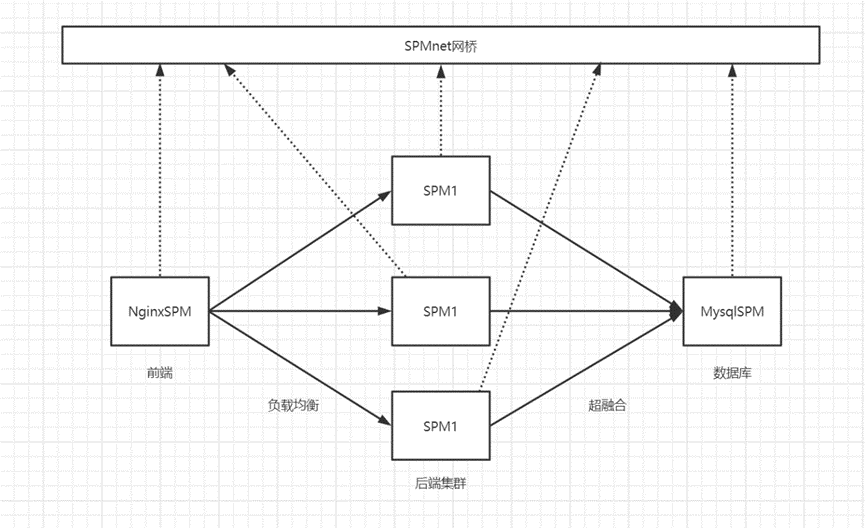 SPMnet网桥
SPM1
NginxSPM
SPM1
MysqlSPM
前端
数据库
负载均衡
SPM1
超融合
后端集群